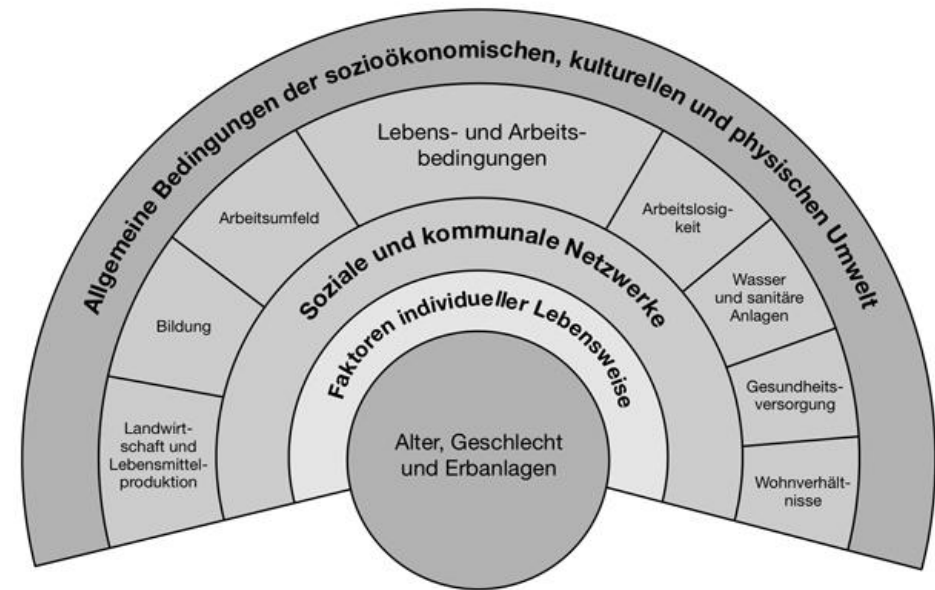 Allgemeine Bedingungen der sozioökonomischen, kulturellen und physischen Umwelt
Lebens- und Arbeits-
bedingungen
Arbeitsumfeld
Bildung
Landwirt-
schaft und
Lebensmittel-
produktion
Arbeitslosig-
keit
Wasser
und sanitäre
Anlagen
Gesundheits-
versorgung
Wohnverhält-
nisse
Soziale und kommunale Netzwerke
Faktoren individueller Lebensweise
Alter, Geschlecht
und Erbanlagen